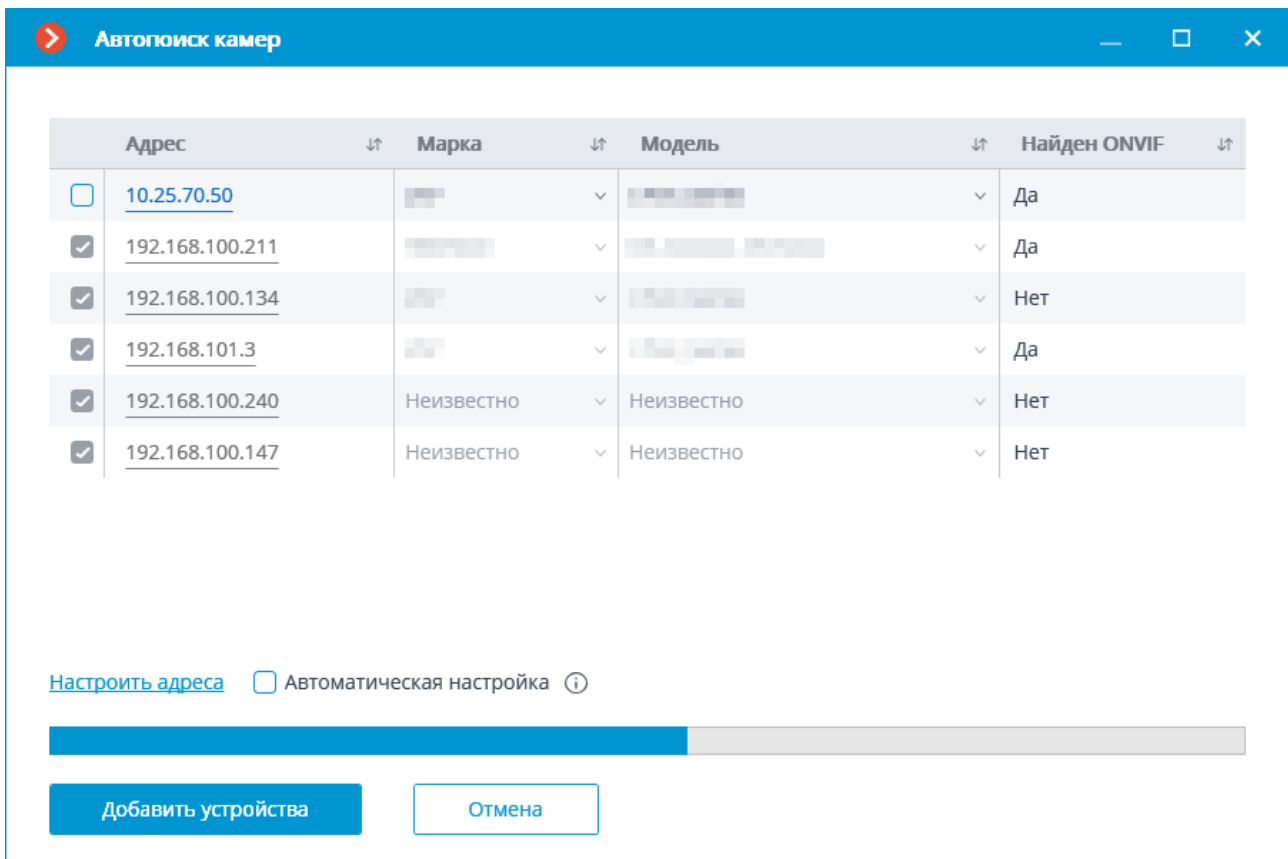 Автопоиск камер
Адрес Марка Модель Найден ONVIF
10.25.70.50 Да
192.168.100.211 Да
192.168.100.134 Нет
192.168.101.3 Да
192.168.100.240 Неизвестно Неизвестно Нет
192.168.100.147 Неизвестно Неизвестно Нет
Настроить адреса Автоматическая настройка
Добавить устройства Отмена